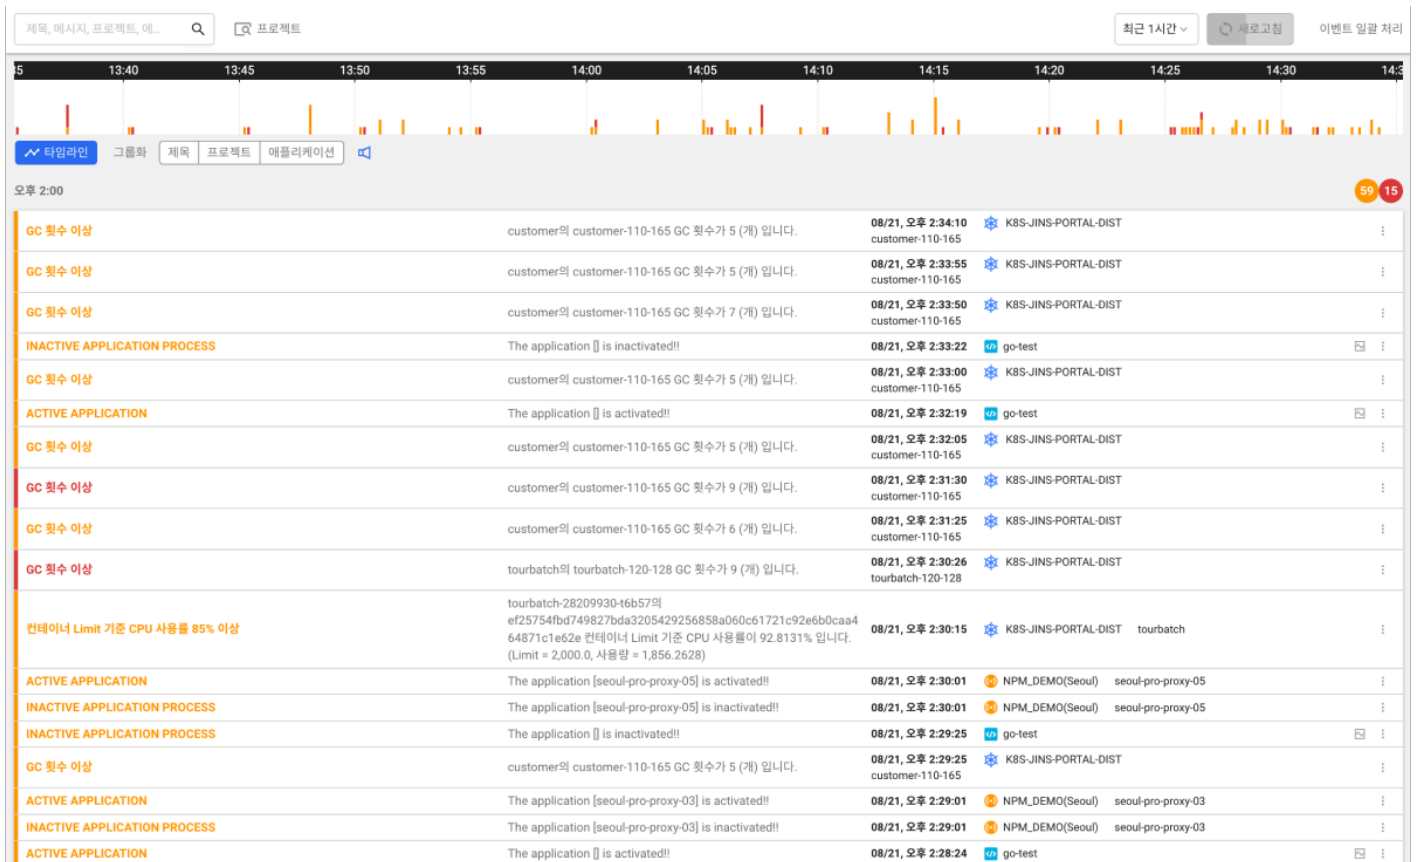 제목, 메시지, 프로젝트, 에...
프로젝트
최근 1시간
새로고침
이벤트 일괄 처리
35 13:40 13:45 13:50 13:55 14:00 14:05 14:10 14:15 14:20 14:25 14:30 14:3
타임라인 그룹화 제목 프로젝트 애플리케이션
오후 2:00 59 15
GC 횟수 이상 customer의 customer-110-165 GC 횟수가 5 (개) 입니다. 08/21, 오후 2:34:10 K8S-JINS-PORTAL-DIST
customer-110-165
GC 횟수 이상 customer의 customer-110-165 GC 횟수가 5 (개) 입니다. 08/21, 오후 2:33:55 K8S-JINS-PORTAL-DIST
customer-110-165
GC 횟수 이상 customer의 customer-110-165 GC 횟수가 7 (개) 입니다. 08/21, 오후 2:33:50 K8S-JINS-PORTAL-DIST
customer-110-165
INACTIVE APPLICATION PROCESS The application [] is inactivated!! 08/21, 오후 2:33:22 go-test
GC 횟수 이상 customer의 customer-110-165 GC 횟수가 5 (개) 입니다. 08/21, 오후 2:33:00 K8S-JINS-PORTAL-DIST
customer-110-165
ACTIVE APPLICATION The application [] is activated!! 08/21, 오후 2:32:19 go-test
GC 횟수 이상 customer의 customer-110-165 GC 횟수가 5 (개) 입니다. 08/21, 오후 2:32:05 K8S-JINS-PORTAL-DIST
customer-110-165
GC 횟수 이상 customer의 customer-110-165 GC 횟수가 9 (개) 입니다. 08/21, 오후 2:31:30 K8S-JINS-PORTAL-DIST
customer-110-165
GC 횟수 이상 customer의 customer-110-165 GC 횟수가 6 (개) 입니다. 08/21, 오후 2:31:25 K8S-JINS-PORTAL-DIST
customer-110-165
GC 횟수 이상 tourbatch의 tourbatch-120-128 GC 횟수가 9 (개) 입니다. 08/21, 오후 2:30:26 K8S-JINS-PORTAL-DIST
tourbatch-120-128
컨테이너 Limit 기준 CPU 사용률 85% 이상
tourbatch-28209930-t6b57의
ef25754fbd749827bda3205429256858a060c61721c92e6b0caa4
64871c1e62e 컨테이너 Limit 기준 CPU 사용률이 92.8131% 입니다.
(Limit = 2,000.0, 사용량 = 1,856.2628)
08/21, 오후 2:30:15 K8S-JINS-PORTAL-DIST tourbatch
ACTIVE APPLICATION The application [seoul-pro-proxy-05] is activated!! 08/21, 오후 2:30:01 NPM_DEMO(Seoul) seoul-pro-proxy-05
INACTIVE APPLICATION PROCESS The application [seoul-pro-proxy-05] is inactivated!! 08/21, 오후 2:30:01 NPM_DEMO(Seoul) seoul-pro-proxy-05
INACTIVE APPLICATION PROCESS The application [] is inactivated!! 08/21, 오후 2:29:25 go-test
GC 횟수 이상 customer의 customer-110-165 GC 횟수가 5 (개) 입니다. 08/21, 오후 2:29:25 K8S-JINS-PORTAL-DIST
customer-110-165
ACTIVE APPLICATION The application [seoul-pro-proxy-03] is activated!! 08/21, 오후 2:29:01 NPM_DEMO(Seoul) seoul-pro-proxy-03
INACTIVE APPLICATION PROCESS The application [seoul-pro-proxy-03] is inactivated!! 08/21, 오후 2:29:01 NPM_DEMO(Seoul) seoul-pro-proxy-03
ACTIVE APPLICATION The application [] is activated!! 08/21, 오후 2:28:24 go-test